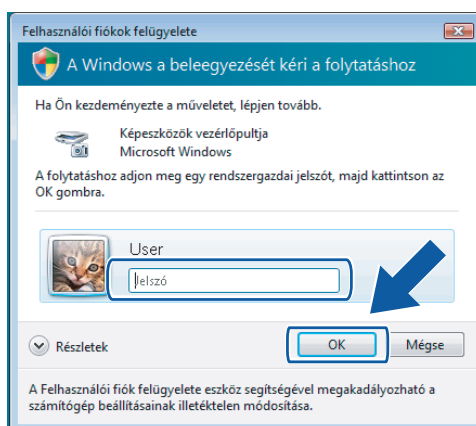 Felhasználói fiókok felügyelete
A Windows a beleegyezését kéri a folytatáshoz
Ha Ön kezdeményezte a műveletet, lépjen tovább.
Képeszközök vezérlőpultja
Microsoft Windows
A folytatáshoz adjon meg egy rendszergazdai jelszót, majd kattintson az
OK gombra.
User
Jelszó
Részletek
OK
Mégse
A Felhasználói fiók felügyelete eszköz segítségével megakadályozható a
számítógép beállításainak illetéktelen módosítása.